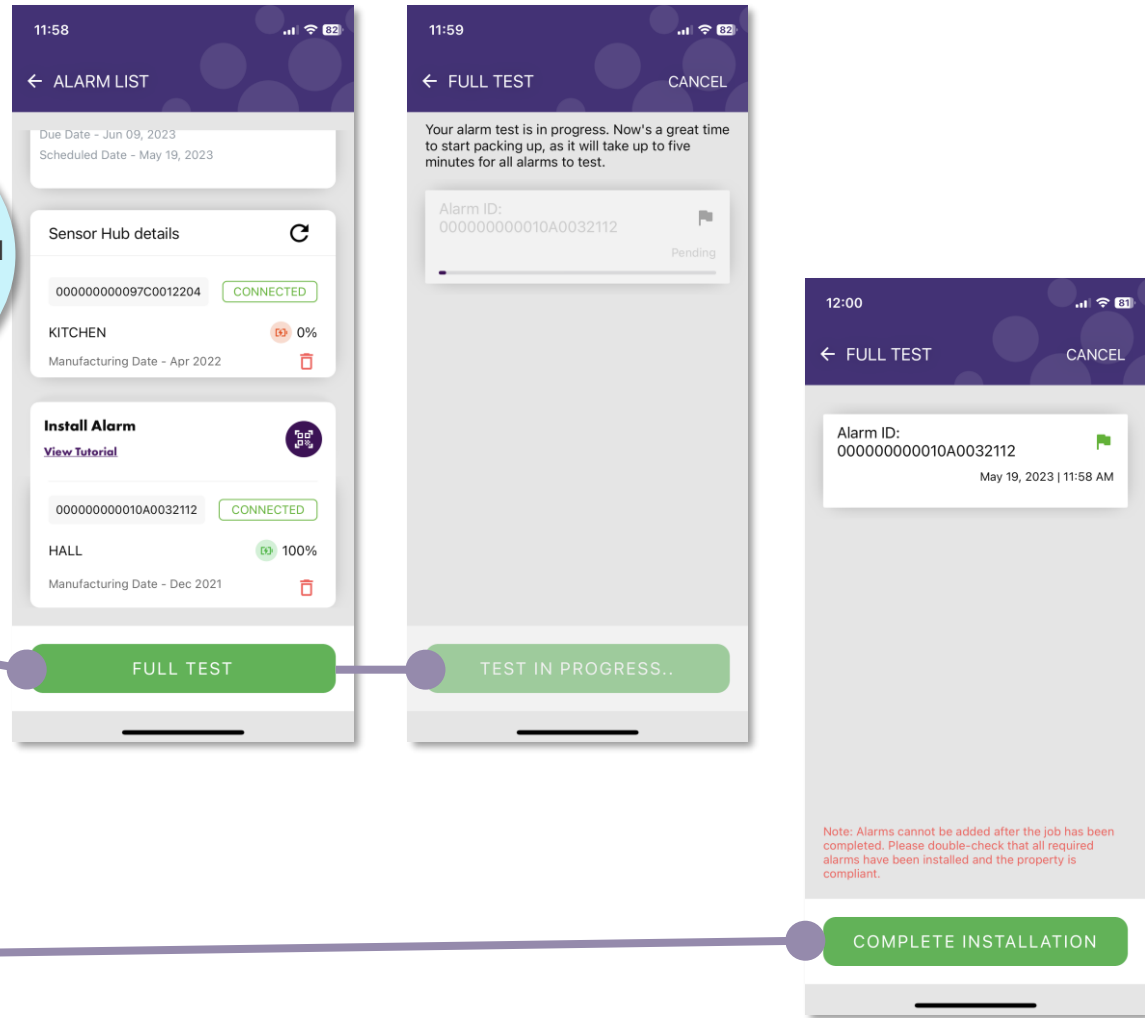 11:58
82
ALARM LIST
Due Date - Jun 09, 2023
Scheduled Date - May 19, 2023
Sensor Hub details
000000000097C0012204 CONNECTED
KITCHEN 0%
Manufacturing Date - Apr 2022
Install Alarm
View Tutorial
000000000010A0032112 CONNECTED
HALL 100%
Manufacturing Date - Dec 2021
FULL TEST
11:59
82
FULL TEST CANCEL
Your alarm test is in progress. Now's a great time
to start packing up, as it will take up to five
minutes for all alarms to test.
Alarm ID:
000000000010A0032112
Pending
TEST IN PROGRESS..
12:00
81
FULL TEST CANCEL
Alarm ID:
000000000010A0032112
May 19, 2023 | 11:58 AM
Note: Alarms cannot be added after the job has been
completed. Please double-check that all required
alarms have been installed and the property is
compliant.
COMPLETE INSTALLATION